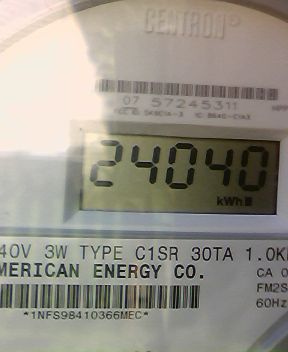 CENTRON®
07 57245311
24040
kWh
40V 3W TYPE C1SR 30TA 1.0K
MERICAN ENERGY CO.
CA 0
FM2S
60Hz
*1NFS98410366MEC*